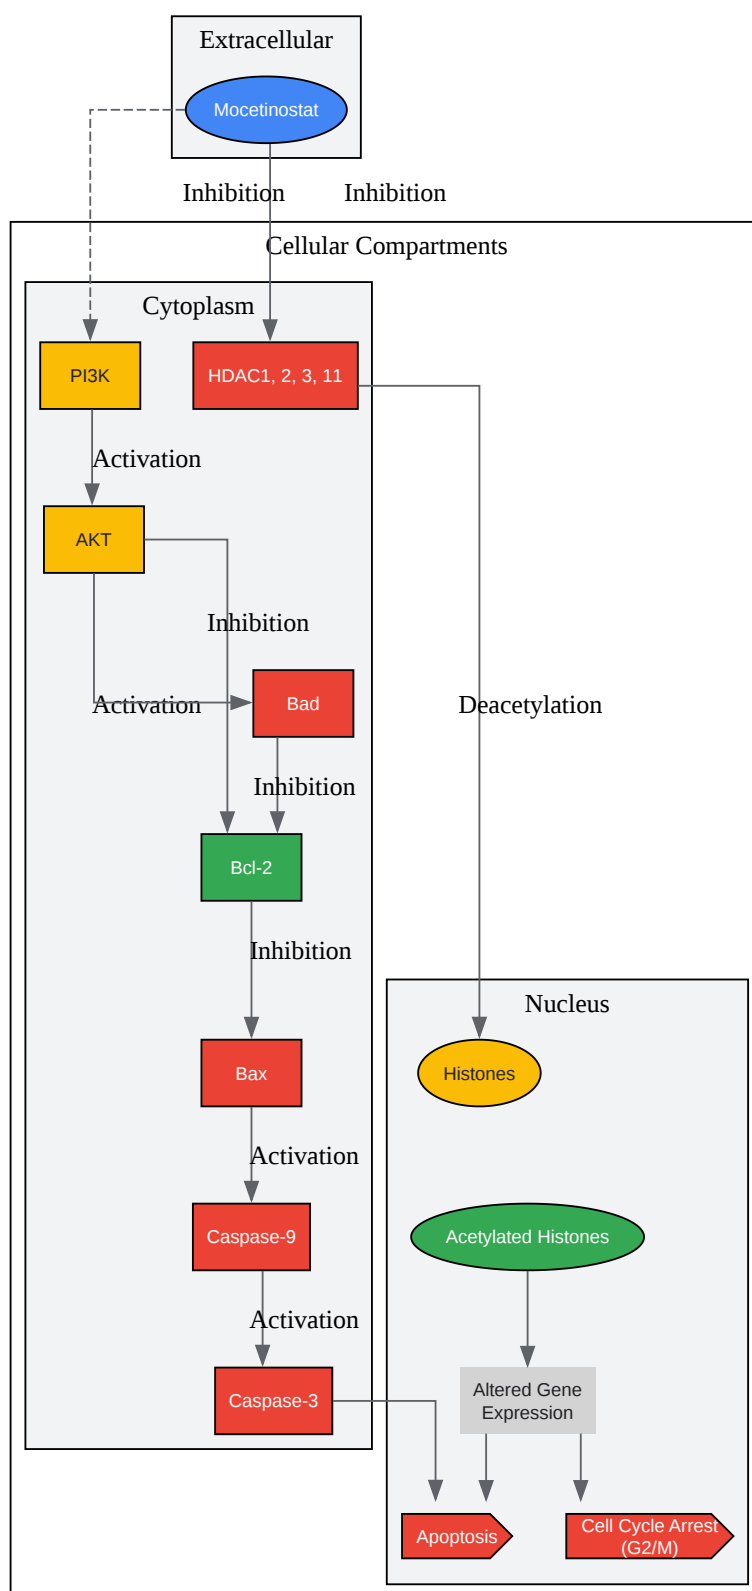 Extracellular
Mocetinostat
Inhibition
Inhibition
Cellular Compartments
Cytoplasm
PI3K
HDAC1, 2, 3, 11
Activation
AKT
Inhibition
Bad
Activation
Deacetylation
Inhibition
Bcl-2
Inhibition
Nucleus
Bax
Histones
Activation
Caspase-9
Acetylated Histones
Activation
Caspase-3
Altered Gene
Expression
Apoptosis
Cell Cycle Arrest
(G2/M)